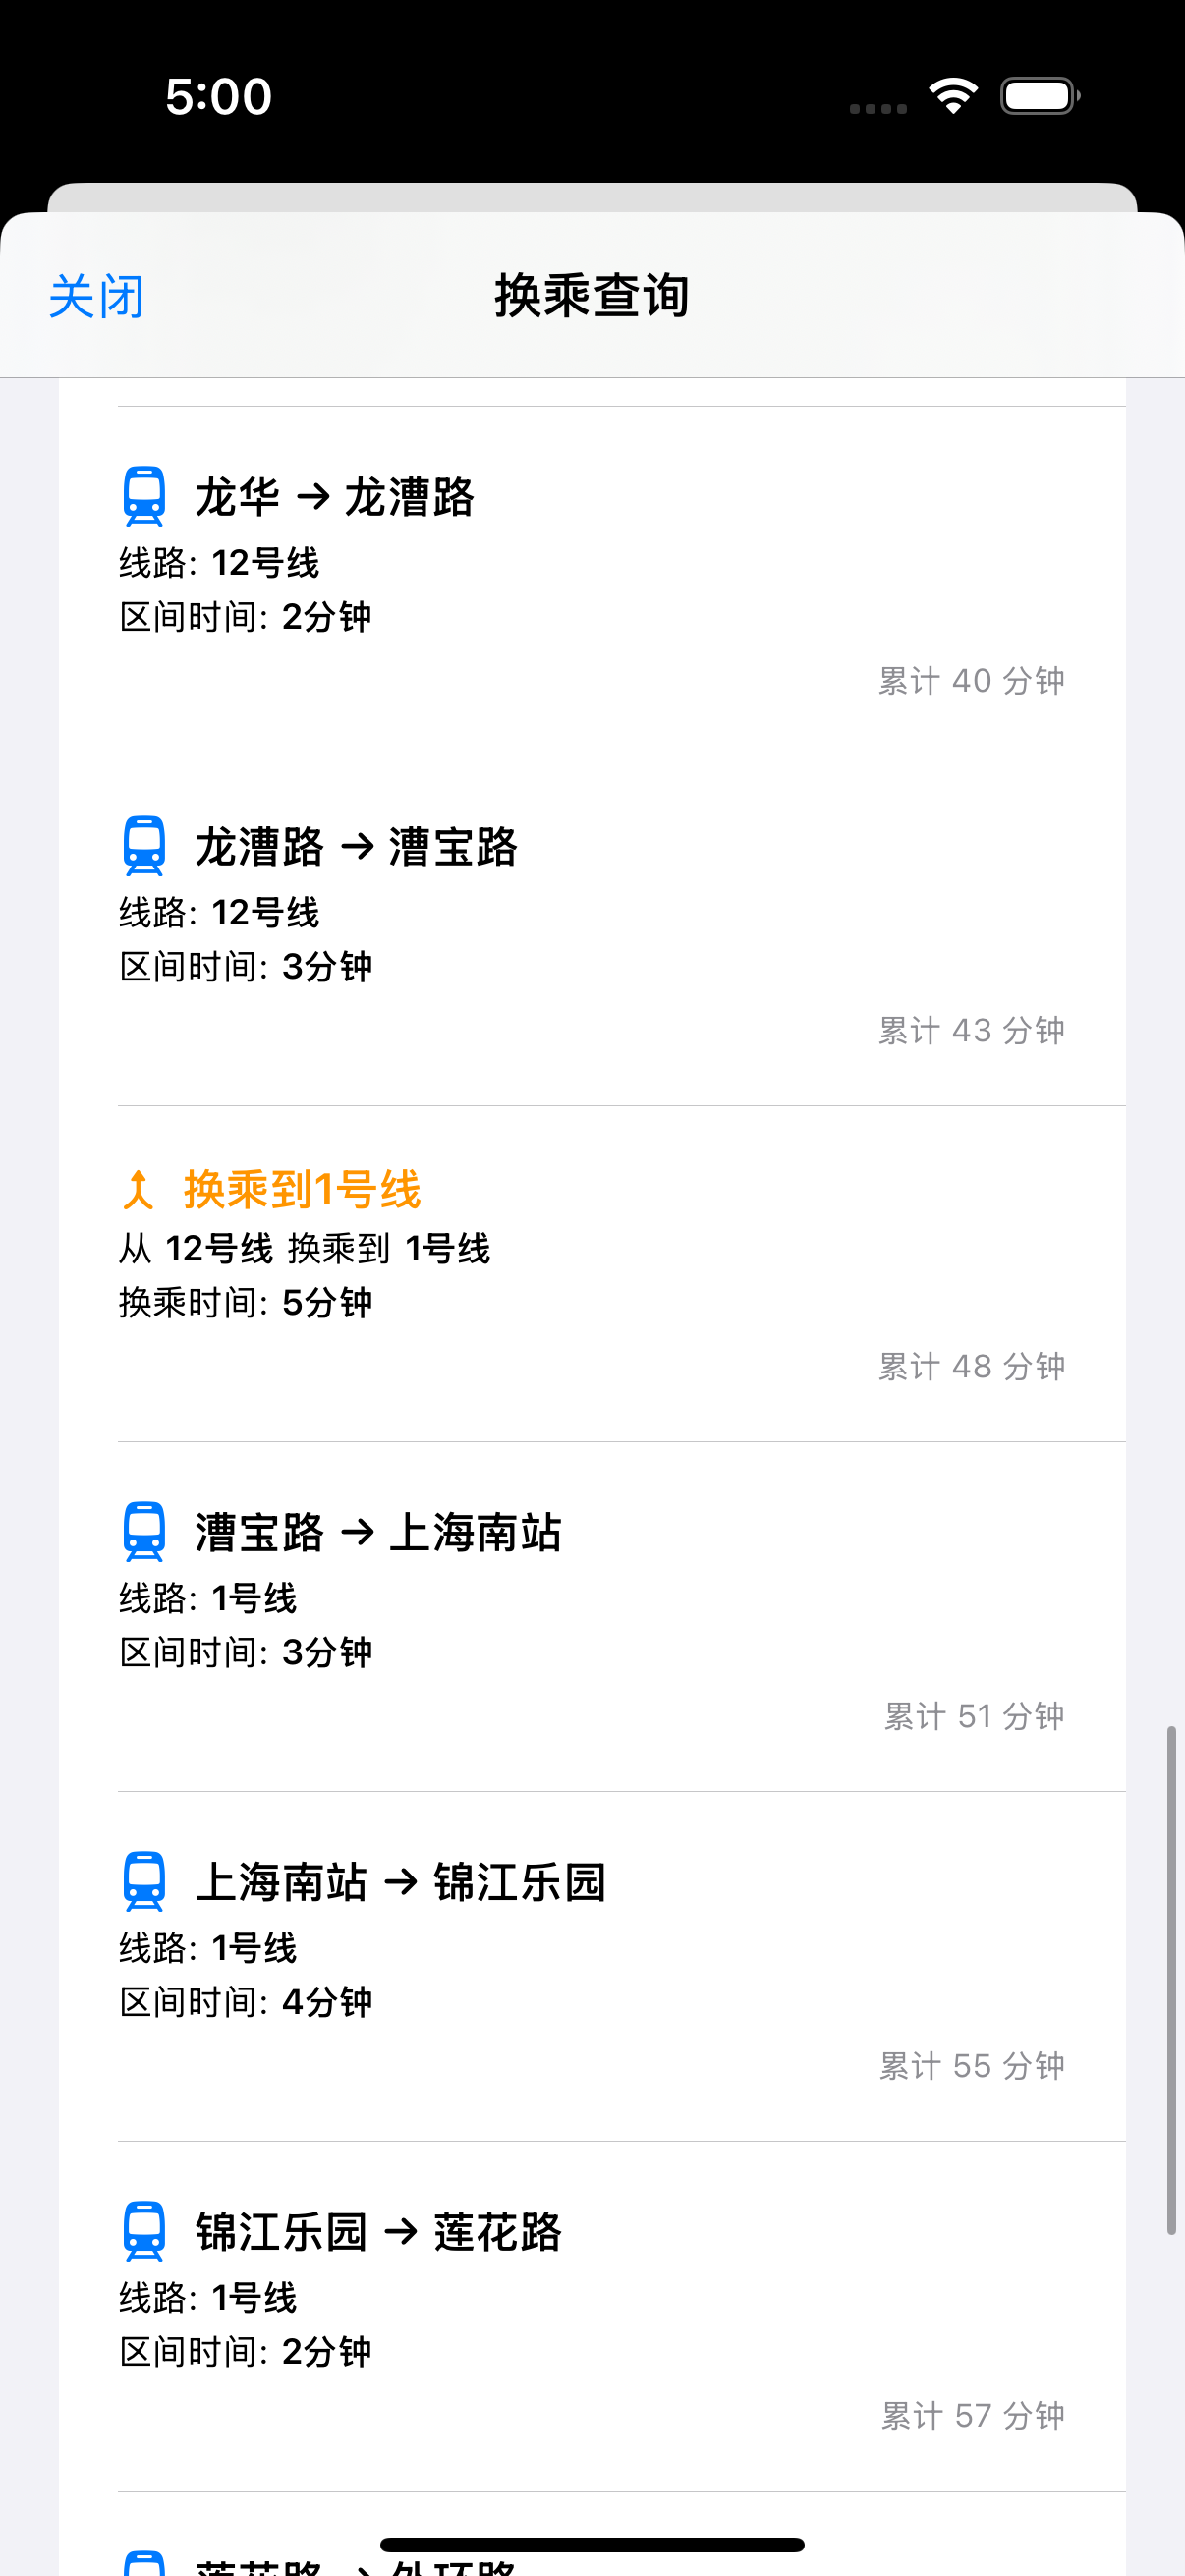 5:00
关闭
换乘查询
龙华 → 龙漕路
线路: 12号线
区间时间: 2分钟
累计 40 分钟
龙漕路 → 漕宝路
线路: 12号线
区间时间: 3分钟
累计 43 分钟
换乘到1号线
从 12号线 换乘到 1号线
换乘时间: 5分钟
累计 48 分钟
漕宝路 → 上海南站
线路: 1号线
区间时间: 3分钟
累计 51 分钟
上海南站 → 锦江乐园
线路: 1号线
区间时间: 4分钟
累计 55 分钟
锦江乐园 → 莲花路
线路: 1号线
区间时间: 2分钟
累计 57 分钟
莲花路 → 外环路